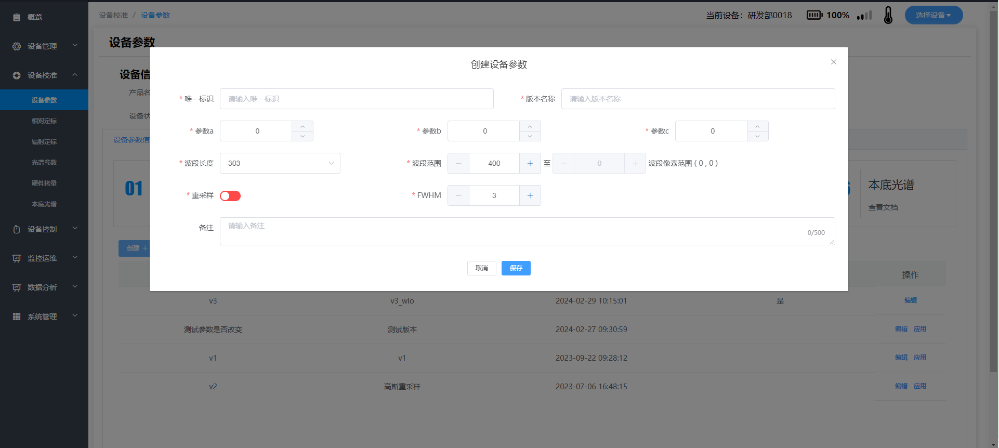 概览
设备管理
设备校准
设备参数
相对定标
辐射定标
光谱参数
硬件拷录
本底光谱
设备控制
监控运维
数据分析
系统管理
设备校准 / 设备参数
当前设备：研发部0018
100%
选择设备
设备参数
设备信
产品名
设备状
设备参数信
01
本底光谱
查看文档
创建 +
创建设备参数
* 唯一标识 请输入唯一标识
* 版本名称 请输入版本名称
* 参数a 0
* 参数b 0
* 参数c 0
* 波段长度 303
* 波段范围 400 至 0 波段像素范围 ( 0 , 0 )
* 重采样
* FWHM 3
备注 请输入备注
0/500
取消 保存
操作
v3 v3_wlo 2024-02-29 10:15:01 是 编辑
测试参数是否改变 测试版本 2024-02-27 09:30:59 编辑 应用
v1 v1 2023-09-22 09:28:12 编辑 应用
v2 高斯重采样 2023-07-06 16:48:15 编辑 应用